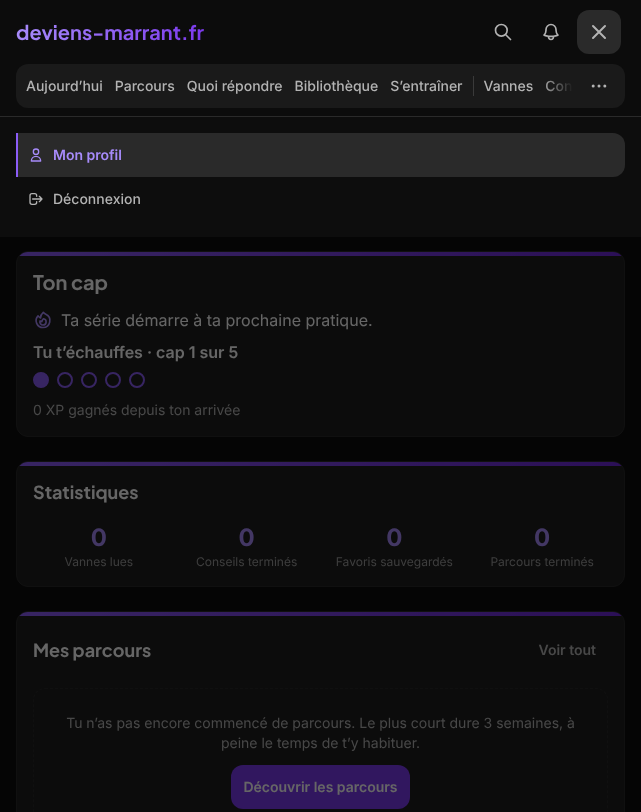 deviens-marrant.fr
Aujourd’hui Parcours Quoi répondre Bibliothèque S’entraîner Vannes Con
Mon profil
Déconnexion
Ton cap
Ta série démarre à ta prochaine pratique.
Tu t’échauffes · cap 1 sur 5
0 XP gagnés depuis ton arrivée
Statistiques
0 0 0 0
Vannes lues Conseils terminés Favoris sauvegardés Parcours terminés
Mes parcours Voir tout
Tu n’as pas encore commencé de parcours. Le plus court dure 3 semaines, à
peine le temps de t’y habituer.
Découvrir les parcours